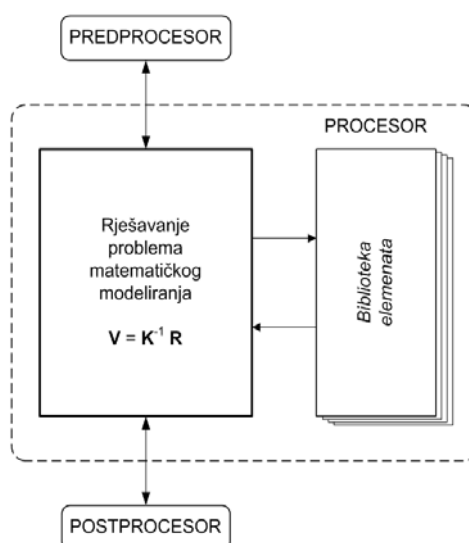 PREDPROCESOR
PROCESOR
Rješavanje
problema
matematičkog
modeliranja
V = K⁻¹ R
Biblioteka
elemenata
POSTPROCESOR